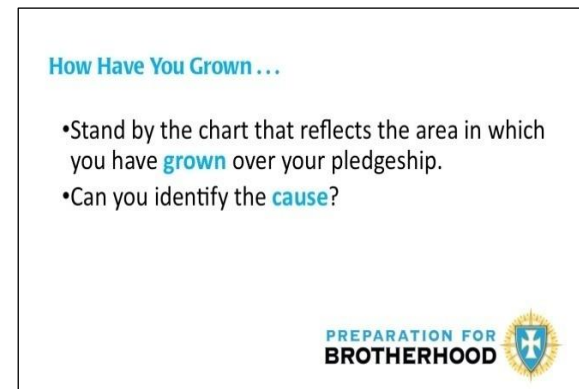 How Have You Grown...
•Stand by the chart that reflects the area in which
you have grown over your pledgeship.
•Can you identify the cause?
PREPARATION FOR
BROTHERHOOD